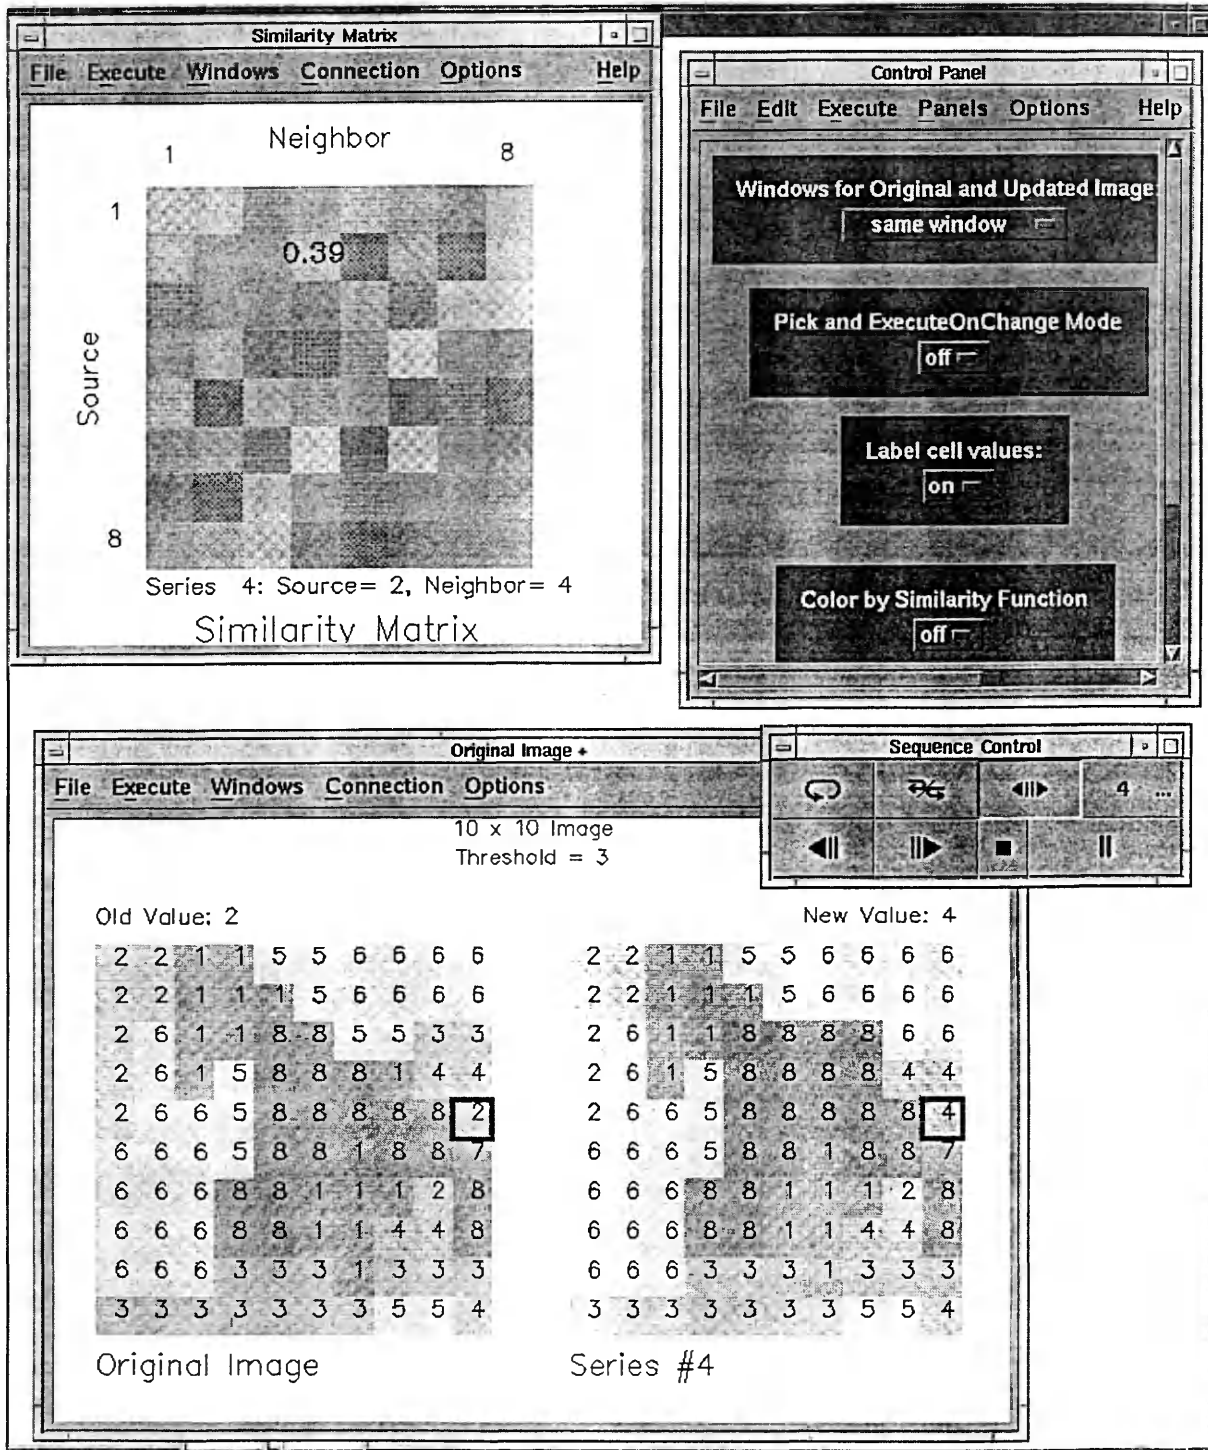 Similarity Matrix
File Execute Windows Connection Options Help
Neighbor
1 8
1
0.39
Source
8
Series 4: Source= 2, Neighbor= 4
Similarity Matrix
Control Panel
File Edit Execute Panels Options Help
Windows for Original and Updated Image
same window
Pick and ExecuteOnChange Mode
off
Label cell values:
on
Color by Similarity Function
off
Original Image +
File Execute Windows Connection Options
Sequence Control
4 ...
10 x 10 Image
Threshold = 3
Old Value: 2
2 2 1 1 5 5 6 6 6 6
2 2 1 1 1 5 6 6 6 6
2 6 1 1 8 8 5 5 3 3
2 6 1 5 8 8 8 1 4 4
2 6 6 5 8 8 8 8 8 2
6 6 6 5 8 8 1 8 8 7
6 6 6 8 8 1 1 1 2 8
6 6 6 8 8 1 1 4 4 8
6 6 6 3 3 3 1 3 3 3
3 3 3 3 3 3 3 5 5 4
Original Image
New Value: 4
2 2 1 1 5 5 6 6 6 6
2 2 1 1 1 5 6 6 6 6
2 6 1 1 8 8 8 8 6 6
2 6 1 5 8 8 8 8 4 4
2 6 6 5 8 8 8 8 8 4
6 6 6 5 8 8 1 8 8 7
6 6 6 8 8 1 1 1 2 8
6 6 6 8 8 1 1 4 4 8
6 6 6 3 3 3 1 3 3 3
3 3 3 3 3 3 3 5 5 4
Series #4